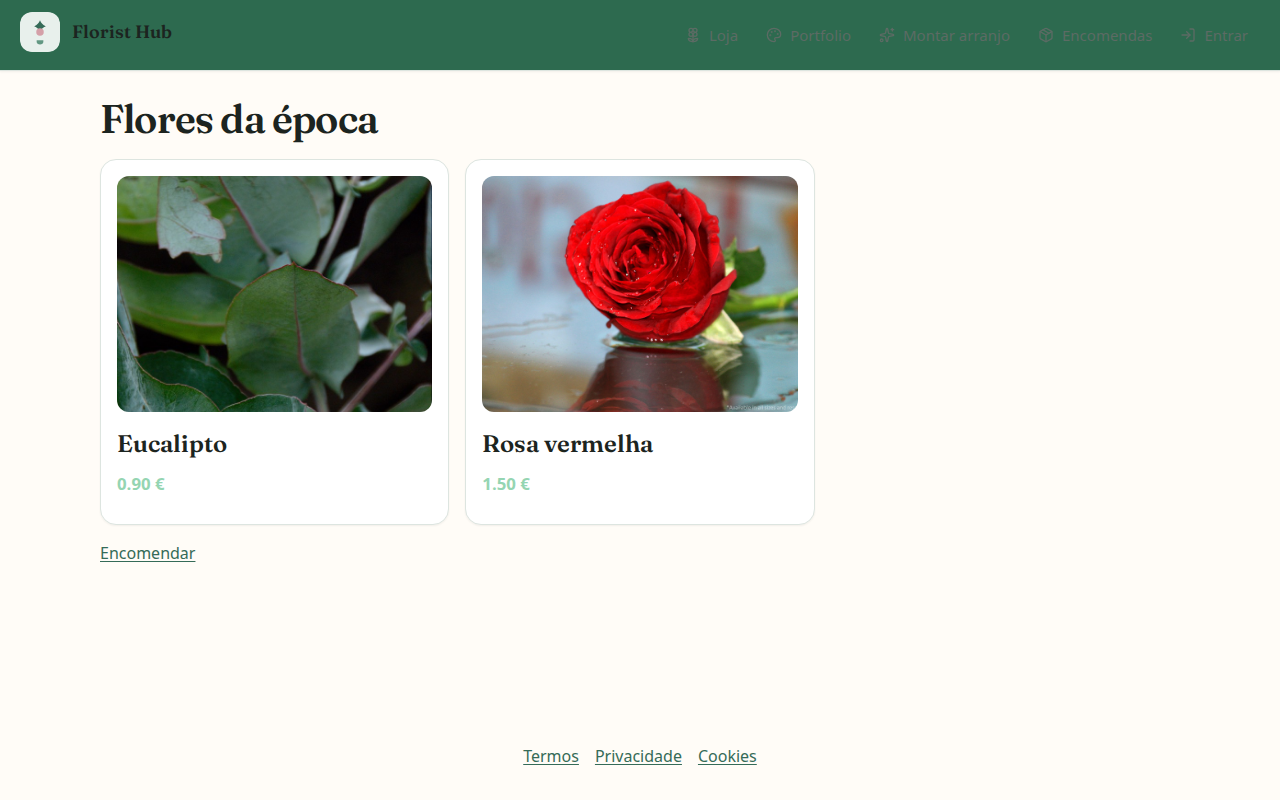 Florist Hub
Loja
Portfolio
Montar arranjo
Encomendas
Entrar
Flores da época
Eucalipto
0.90 €
Rosa vermelha
1.50 €
Encomendar
Termos
Privacidade
Cookies